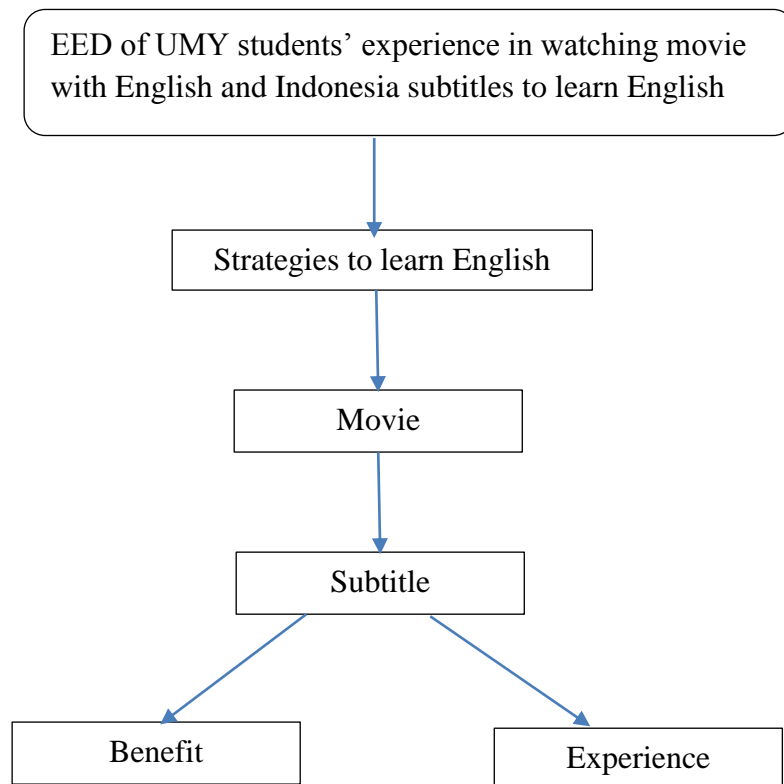 EED of UMY students’ experience in watching movie
with English and Indonesia subtitles to learn English
Strategies to learn English
Movie
Subtitle
Benefit
Experience